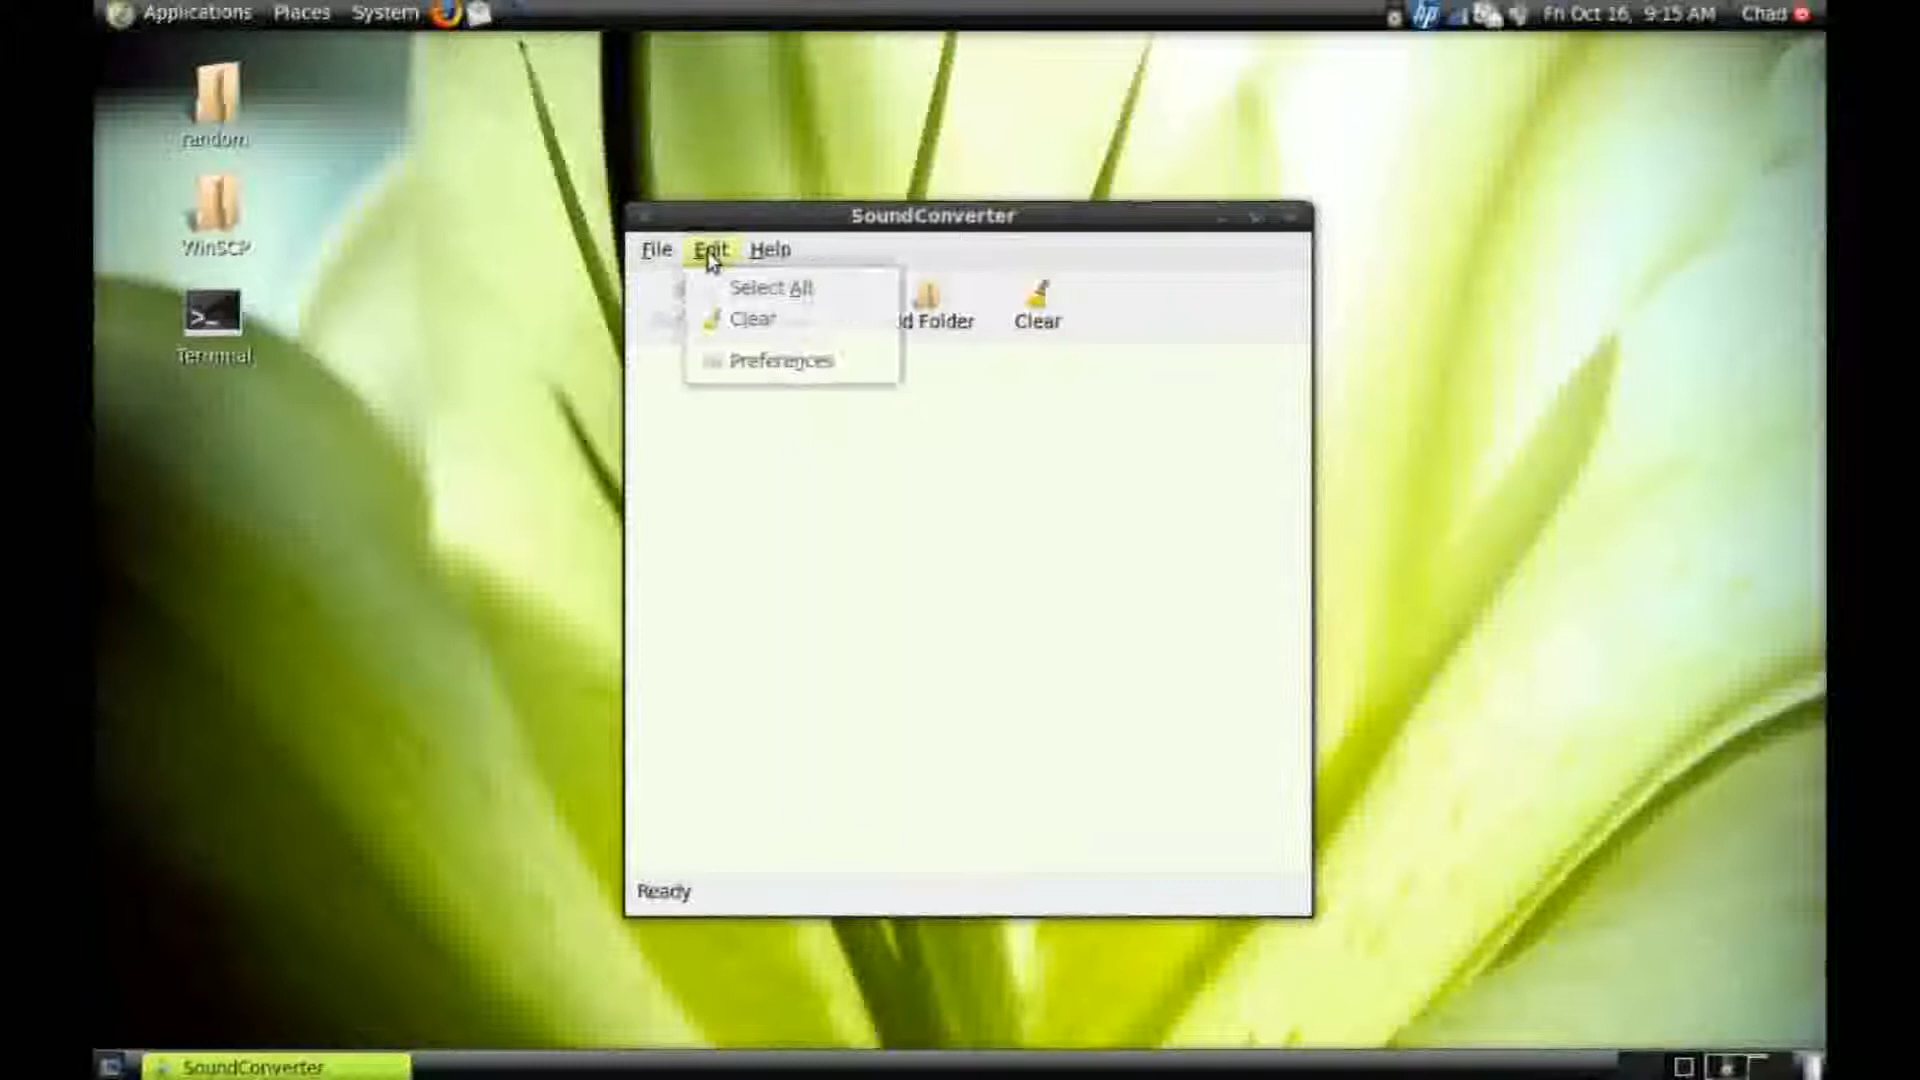 Applications Places System hp Fri Oct 16, 9:15 AM Chad
random
WinSCP
Terminal
SoundConverter
File Edit Help
Select All
Clear
Preferences
Folder Clear
Ready
SoundConverter